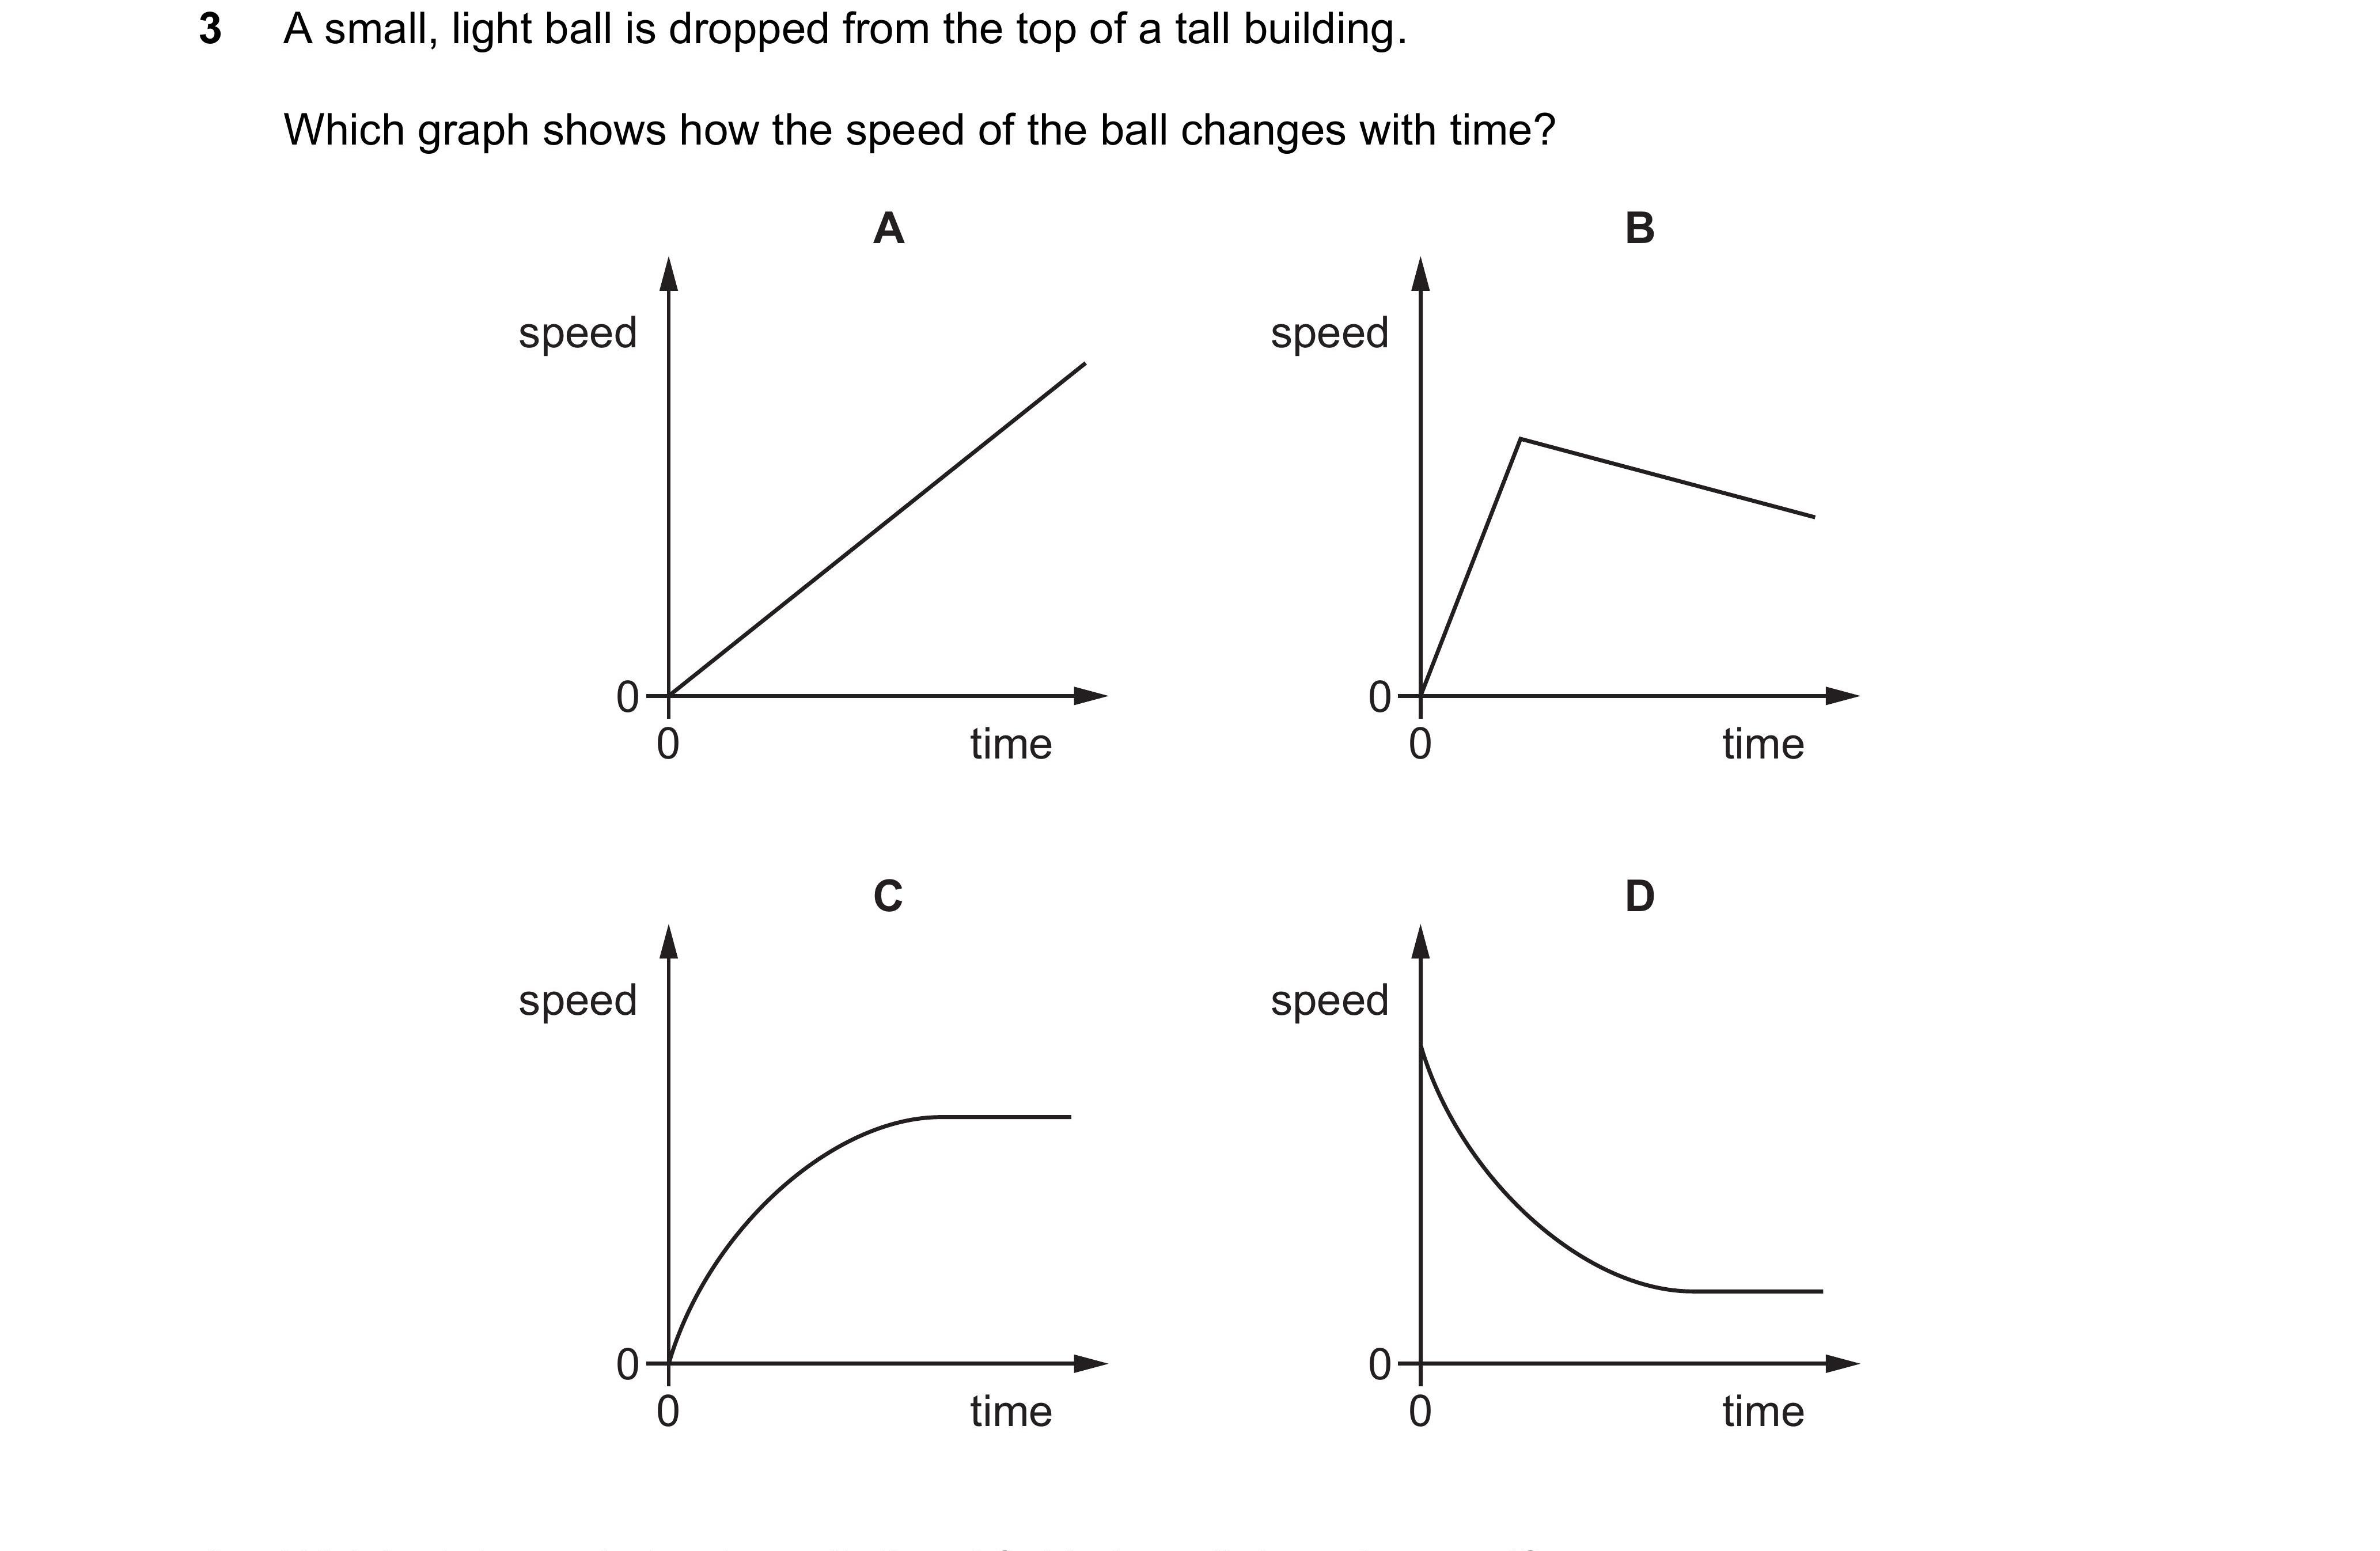 3 A small, light ball is dropped from the top of a tall building.
Which graph shows how the speed of the ball changes with time?
A
speed
0
0
time
B
speed
0
0
time
C
speed
0
0
time
D
speed
0
0
time